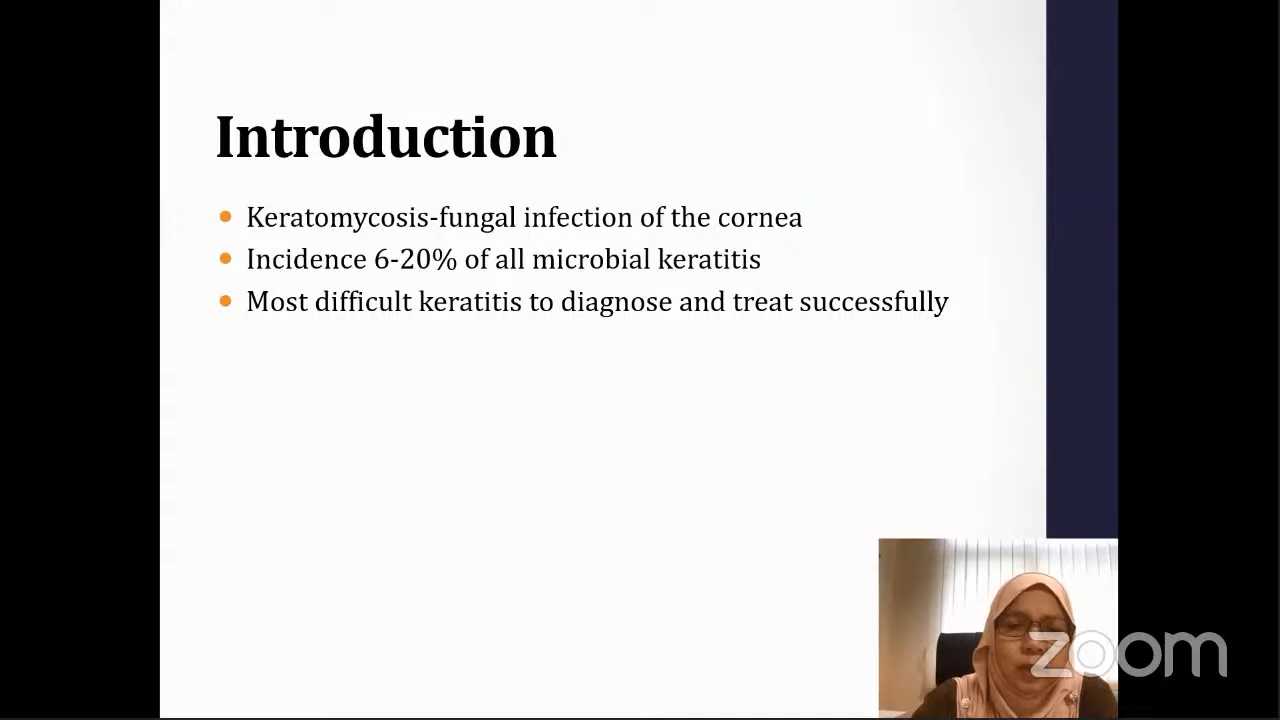 Introduction
Keratomycosis-fungal infection of the cornea
Incidence 6-20% of all microbial keratitis
Most difficult keratitis to diagnose and treat successfully
zoom